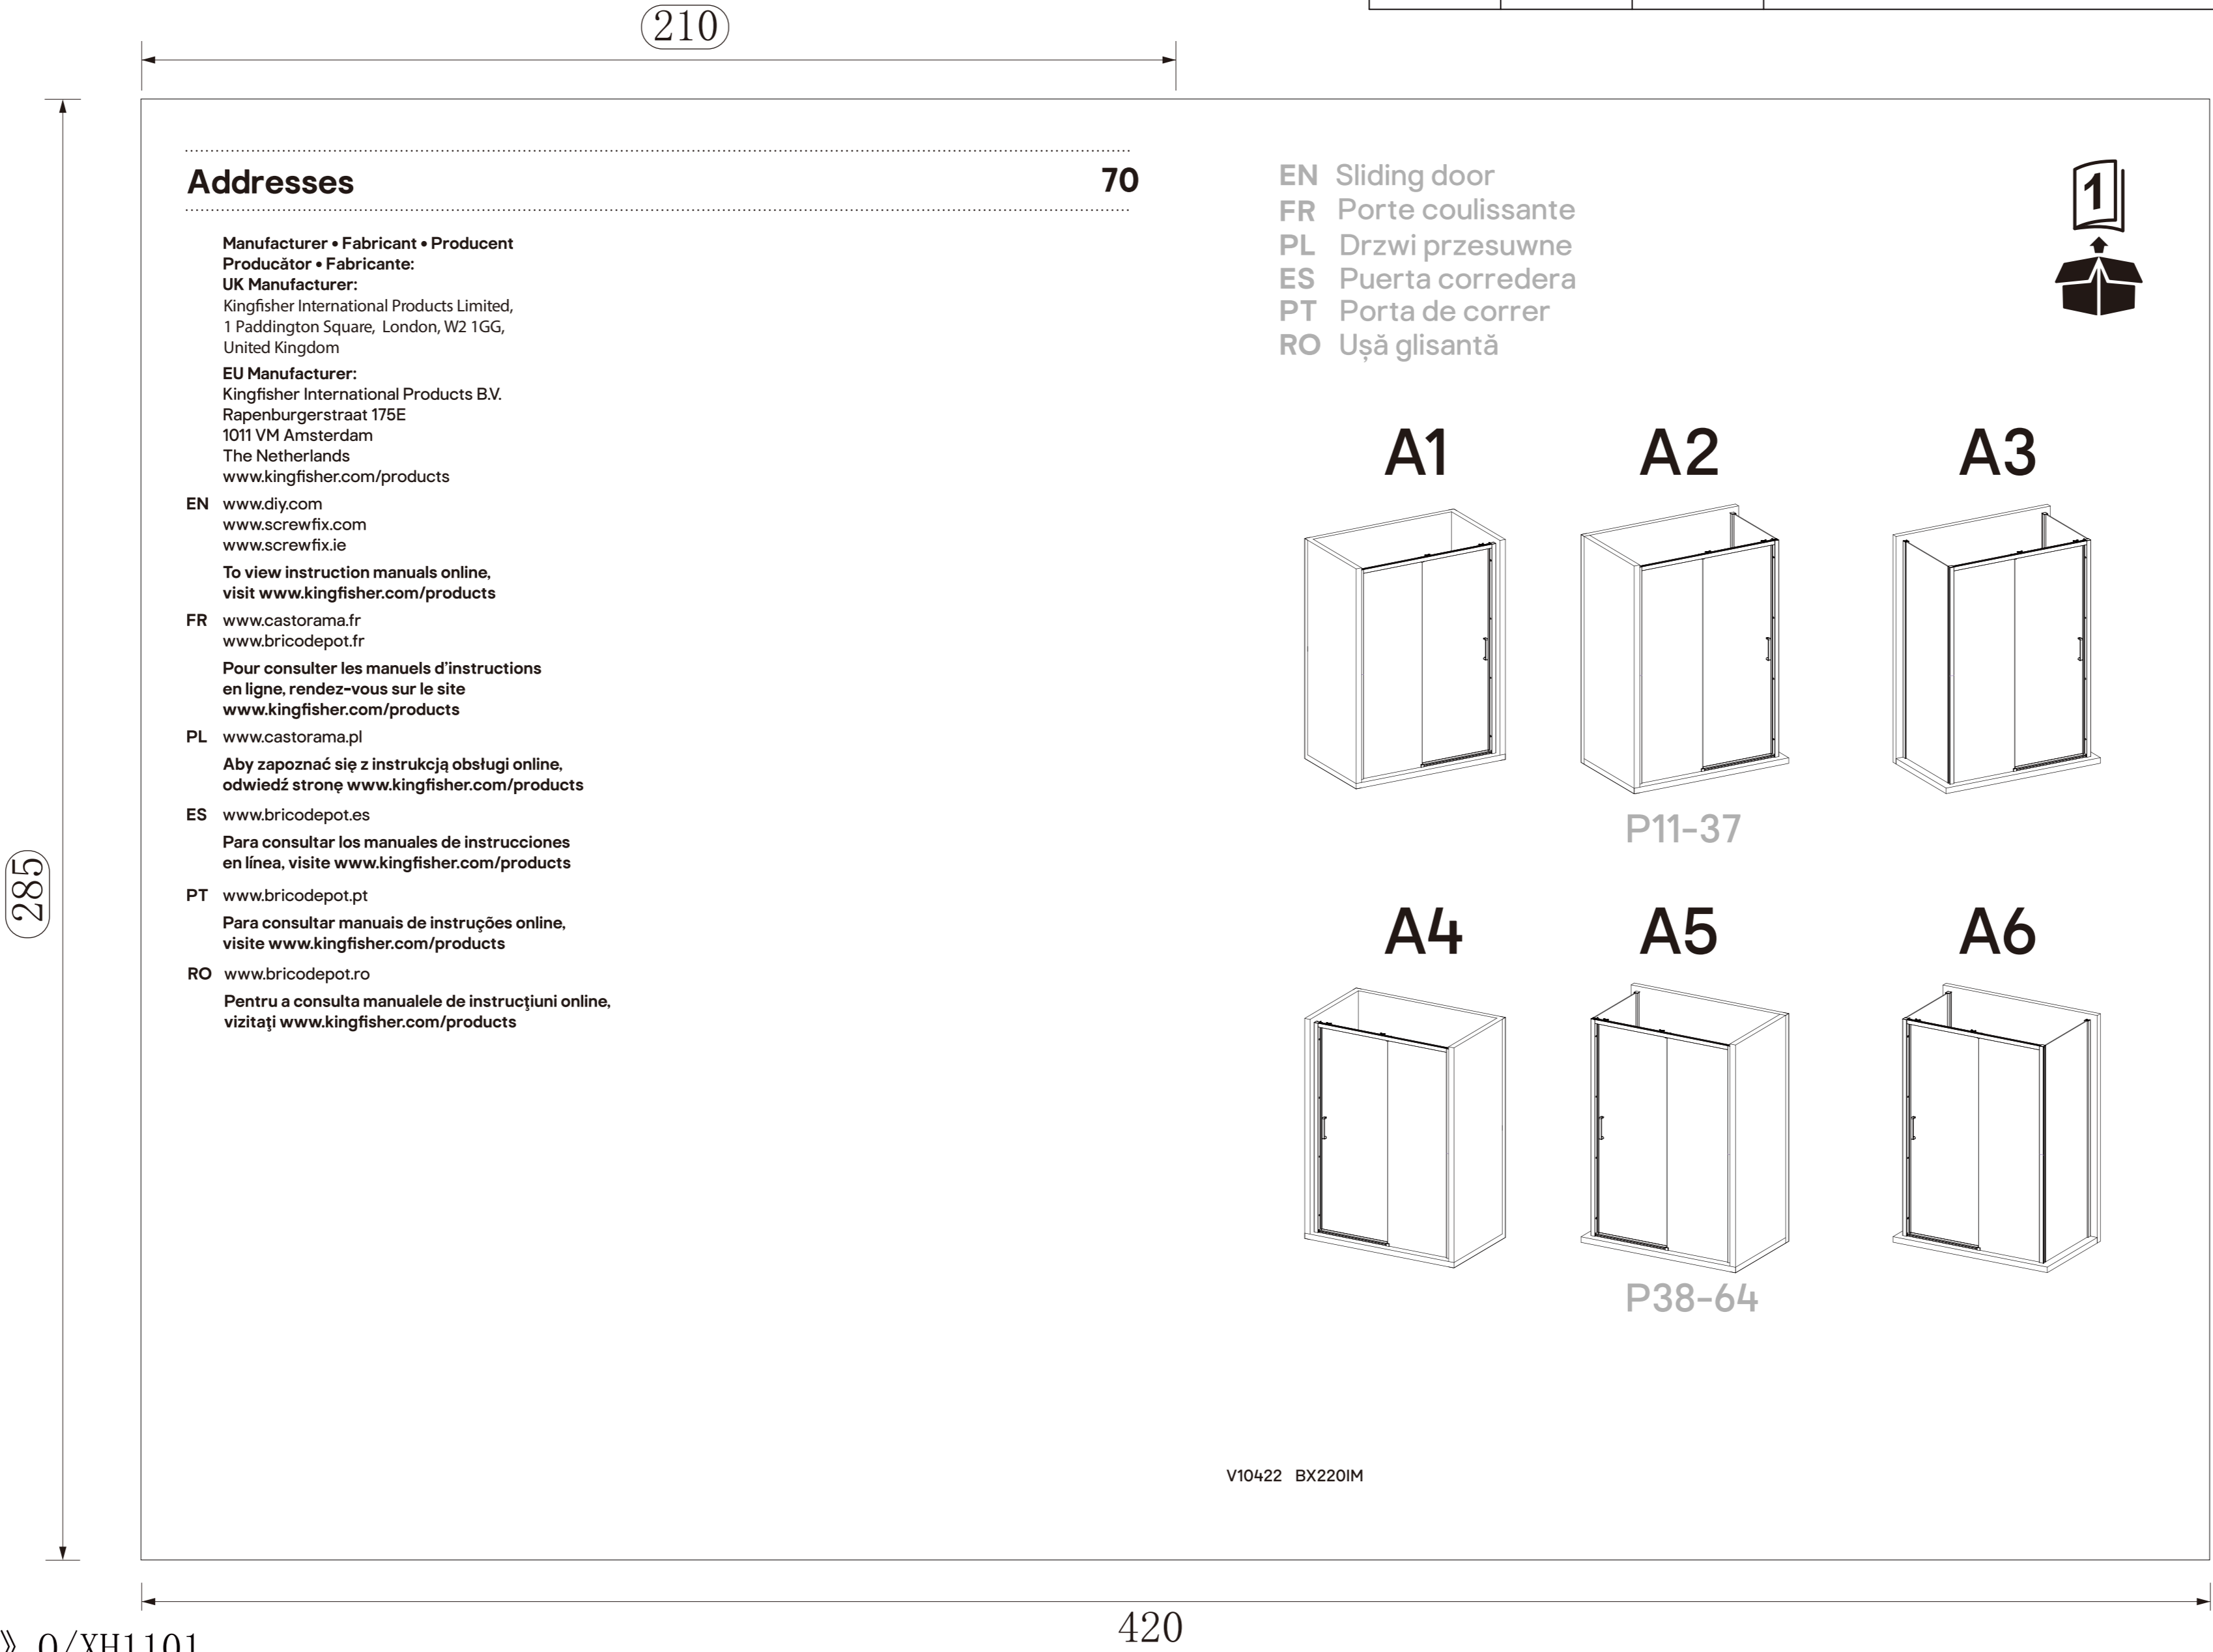 210
285
Addresses 70
Manufacturer • Fabricant • Producent
Producător • Fabricante:
UK Manufacturer:
Kingfisher International Products Limited,
1 Paddington Square, London, W2 1GG,
United Kingdom
EU Manufacturer:
Kingfisher International Products B.V.
Rapenburgerstraat 175E
1011 VM Amsterdam
The Netherlands
www.kingfisher.com/products
EN www.diy.com
www.screwfix.com
www.screwfix.ie
To view instruction manuals online,
visit www.kingfisher.com/products
FR www.castorama.fr
www.bricodepot.fr
Pour consulter les manuels d'instructions
en ligne, rendez-vous sur le site
www.kingfisher.com/products
PL www.castorama.pl
Aby zapoznać się z instrukcją obsługi online,
odwiedź stronę www.kingfisher.com/products
ES www.bricodepot.es
Para consultar los manuales de instrucciones
en línea, visite www.kingfisher.com/products
PT www.bricodepot.pt
Para consultar manuais de instruções online,
visite www.kingfisher.com/products
RO www.bricodepot.ro
Pentru a consulta manualele de instrucţiuni online,
vizitaţi www.kingfisher.com/products
EN Sliding door
FR Porte coulissante
PL Drzwi przesuwne
ES Puerta corredera
PT Porta de correr
RO Ușă glisantă
1
A1 A2 A3
P11-37
A4 A5 A6
P38-64
V10422 BX220IM
420
》 Q/XH1101